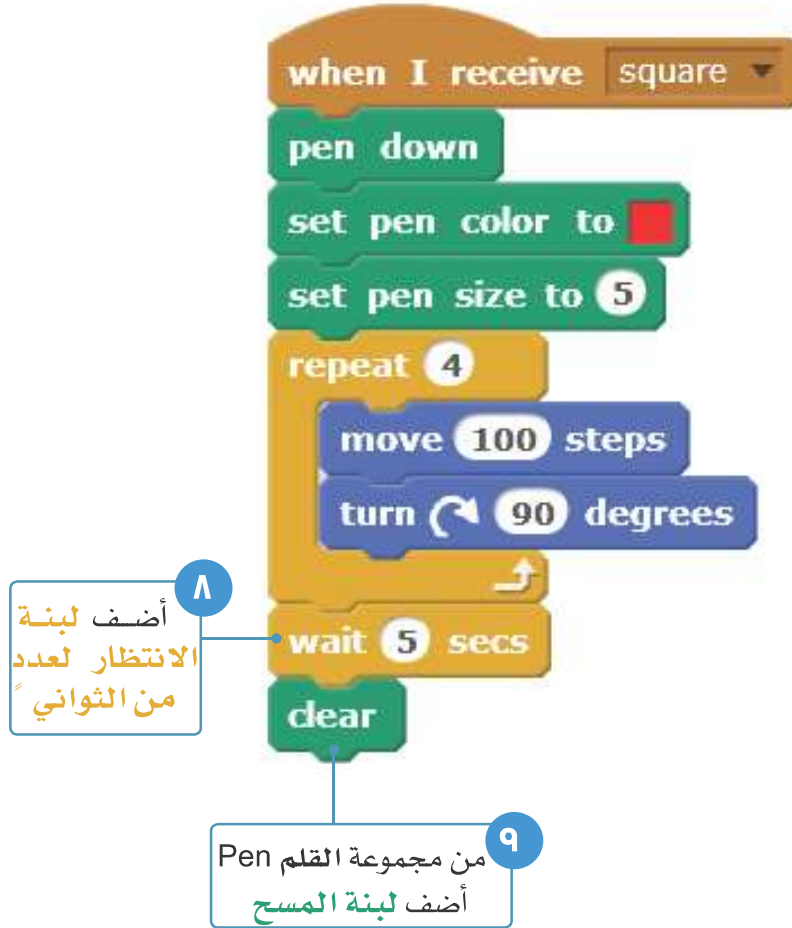 when I receive square
pen down
set pen color to
set pen size to 5
repeat 4
move 100 steps
turn 90 degrees
٨
أضف لبنة
الانتظار لعدد
من الثواني ً
wait 5 secs
clear
٩
من مجموعة القلم Pen
أضف لبنة المسح